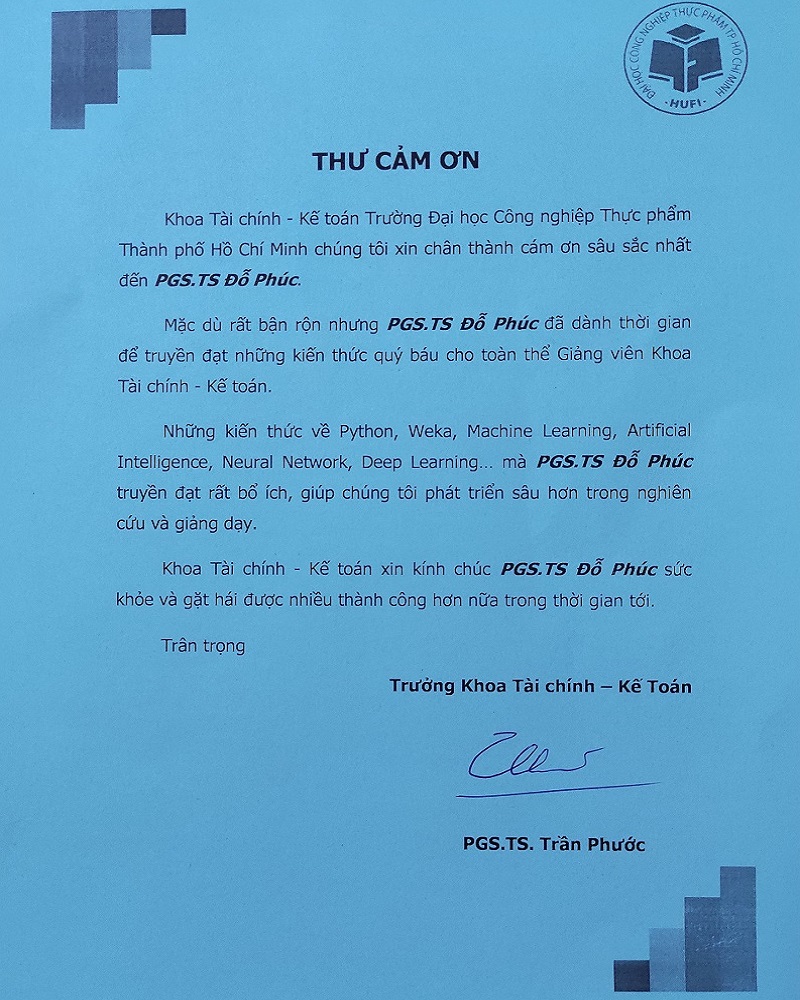 ĐẠI HỌC CÔNG NGHIỆP THỰC PHẨM TP HỒ CHÍ MINH
·HUFI·
THƯ CẢM ƠN
Khoa Tài chính - Kế toán Trường Đại học Công nghiệp Thực phẩm
Thành phố Hồ Chí Minh chúng tôi xin chân thành cám ơn sâu sắc nhất
đến PGS.TS Đỗ Phúc.
Mặc dù rất bận rộn nhưng PGS.TS Đỗ Phúc đã dành thời gian
để truyền đạt những kiến thức quý báu cho toàn thể Giảng viên Khoa
Tài chính - Kế toán.
Những kiến thức về Python, Weka, Machine Learning, Artificial
Intelligence, Neural Network, Deep Learning... mà PGS.TS Đỗ Phúc
truyền đạt rất bổ ích, giúp chúng tôi phát triển sâu hơn trong nghiên
cứu và giảng dạy.
Khoa Tài chính - Kế toán xin kính chúc PGS.TS Đỗ Phúc sức
khỏe và gặt hái được nhiều thành công hơn nữa trong thời gian tới.
Trân trọng
Trưởng Khoa Tài chính – Kế Toán
PGS.TS. Trần Phước